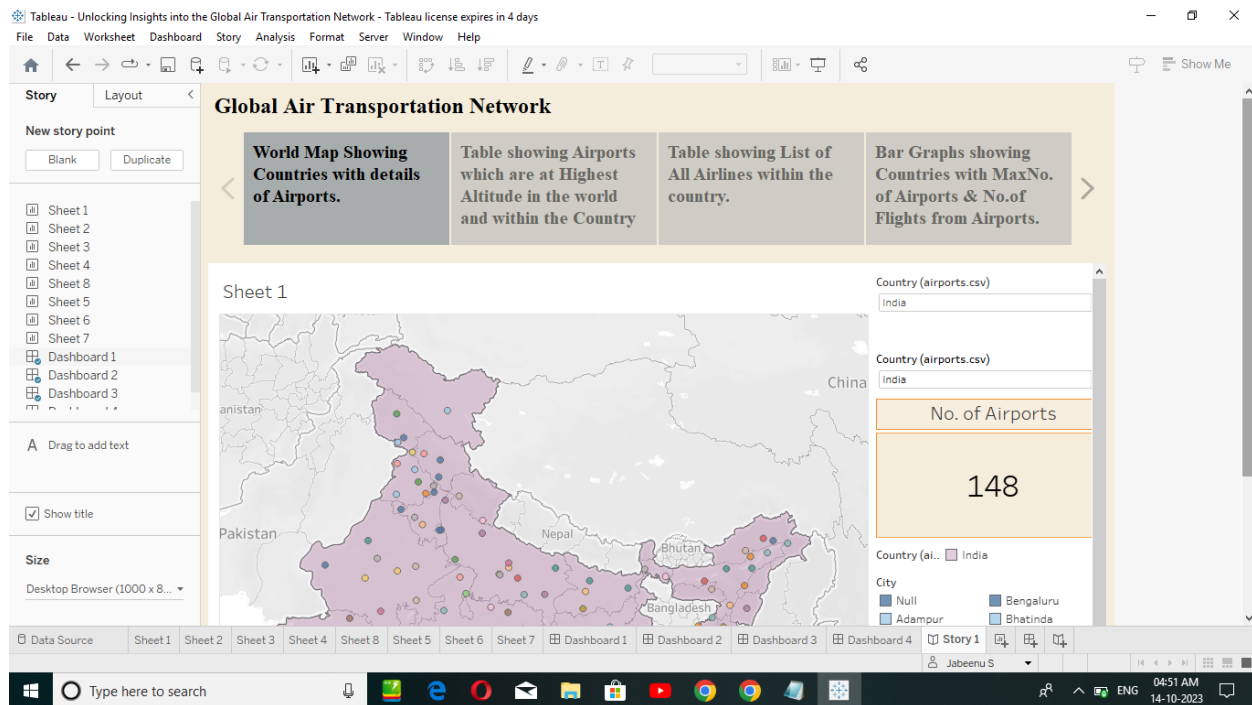 Tableau - Unlocking Insights into the Global Air Transportation Network - Tableau license expires in 4 days
File Data Worksheet Dashboard Story Analysis Format Server Window Help
Show Me
Story Layout
New story point
Blank Duplicate
Sheet 1
Sheet 2
Sheet 3
Sheet 4
Sheet 8
Sheet 5
Sheet 6
Sheet 7
Dashboard 1
Dashboard 2
Dashboard 3
A Drag to add text
Show title
Size
Desktop Browser (1000 x 8...
Global Air Transportation Network
World Map Showing
Countries with details
of Airports.
Table showing Airports
which are at Highest
Altitude in the world
and within the Country
Table showing List of
All Airlines within the
country.
Bar Graphs showing
Countries with MaxNo.
of Airports & No.of
Flights from Airports.
Sheet 1
China
anistan
Pakistan
Nepal
Bhutan
Bangladesh
Country (airports.csv)
India
Country (airports.csv)
India
No. of Airports
148
Country (ai.. India
City
Null Bengaluru
Adampur Bhatinda
Data Source Sheet 1 Sheet 2 Sheet 3 Sheet 4 Sheet 8 Sheet 5 Sheet 6 Sheet 7 Dashboard 1 Dashboard 2 Dashboard 3 Dashboard 4 Story 1
Jabeenu S
Type here to search
ENG
04:51 AM
14-10-2023